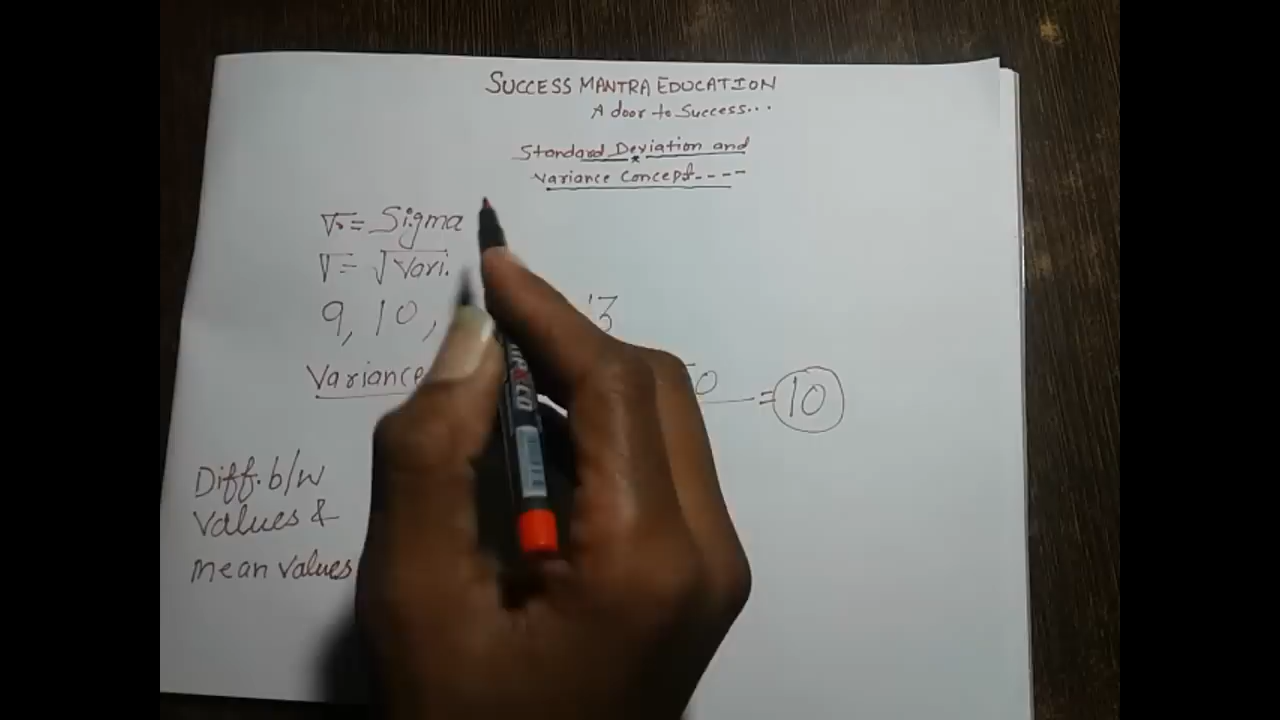 SUCCESS MANTRA EDUCATION
A door to Success...
Standard Deviation and
Variance Concept----
σ = Sigma
σ = √Vari.
9, 10, 13
Variance = 10
Diff. b/w
values &
mean values